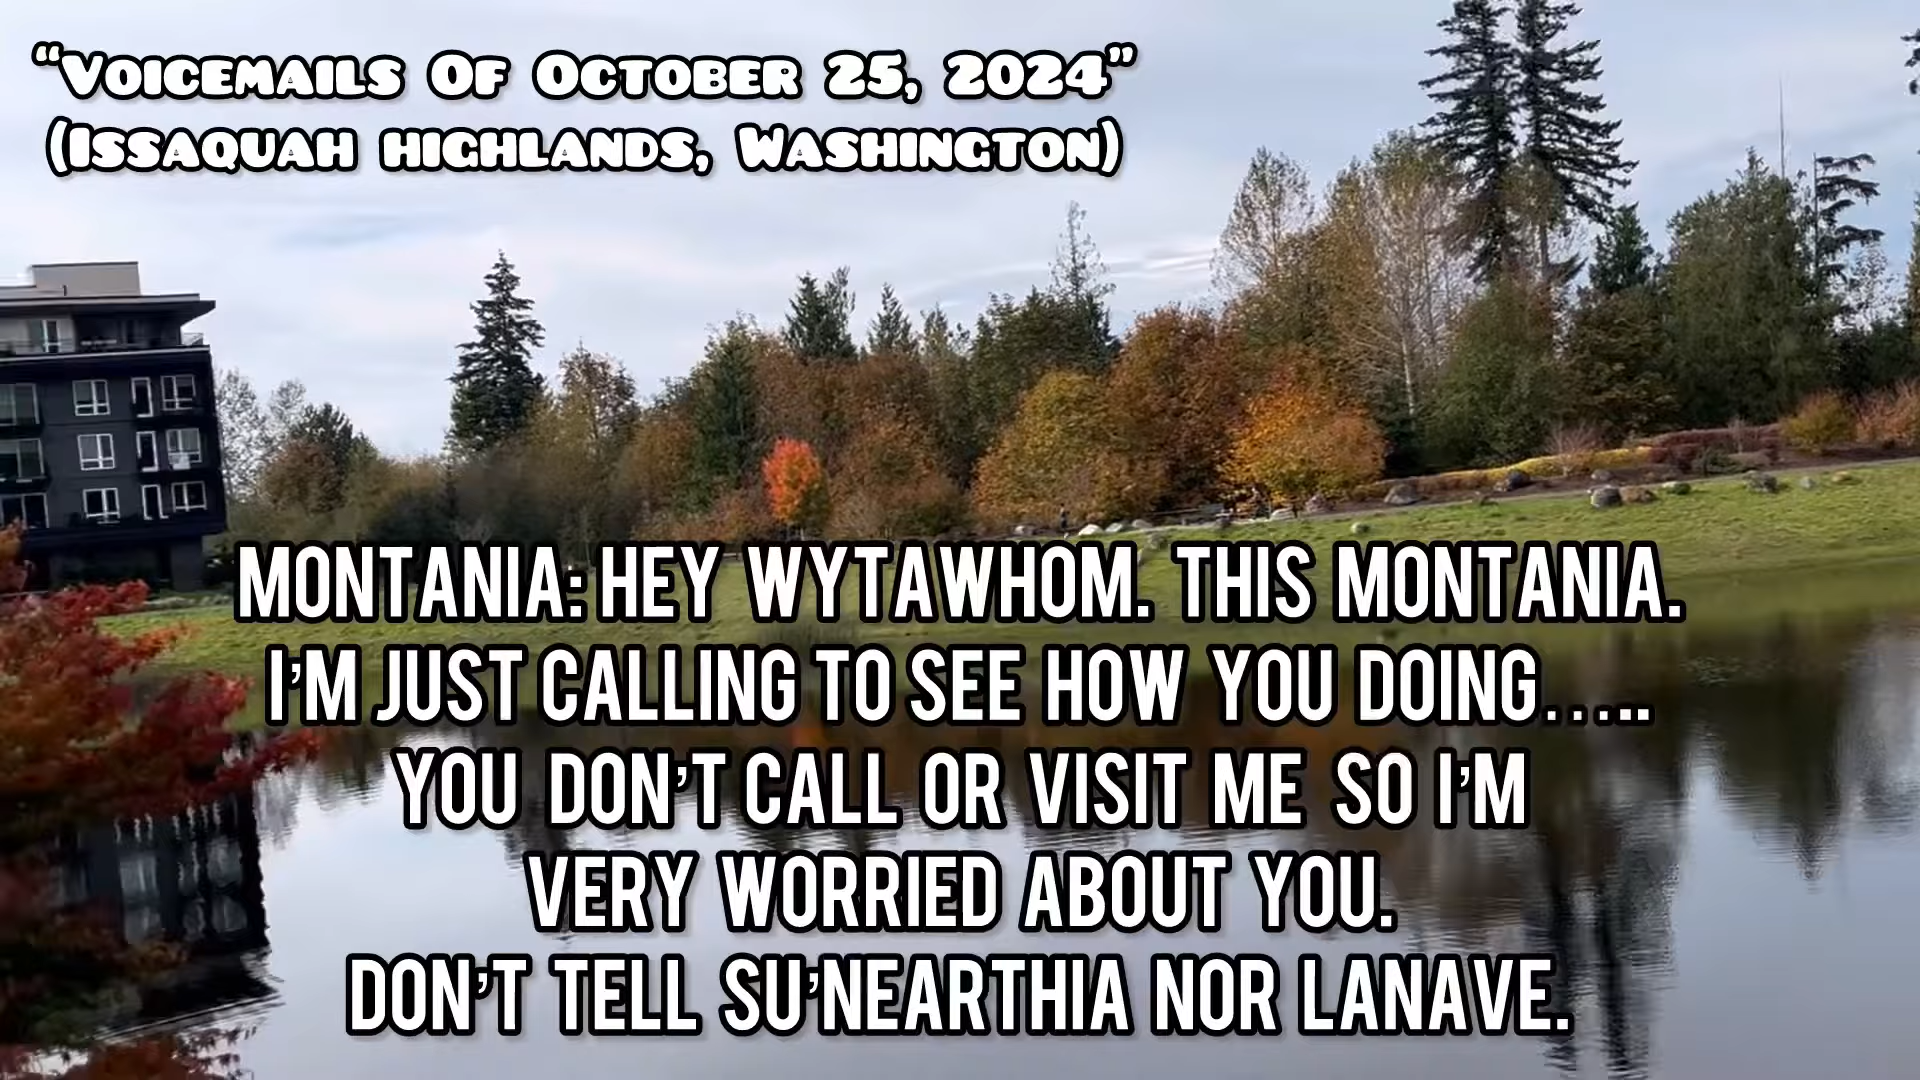 “Voicemails Of October 25, 2024”
(Issaquah highlands, Washington)
MONTANIA: HEY WYTAWHOM. THIS MONTANIA.
I’M JUST CALLING TO SEE HOW YOU DOING…..
YOU DON’T CALL OR VISIT ME SO I’M
VERY WORRIED ABOUT YOU.
DON’T TELL SU’NEARTHIA NOR LANAVE.